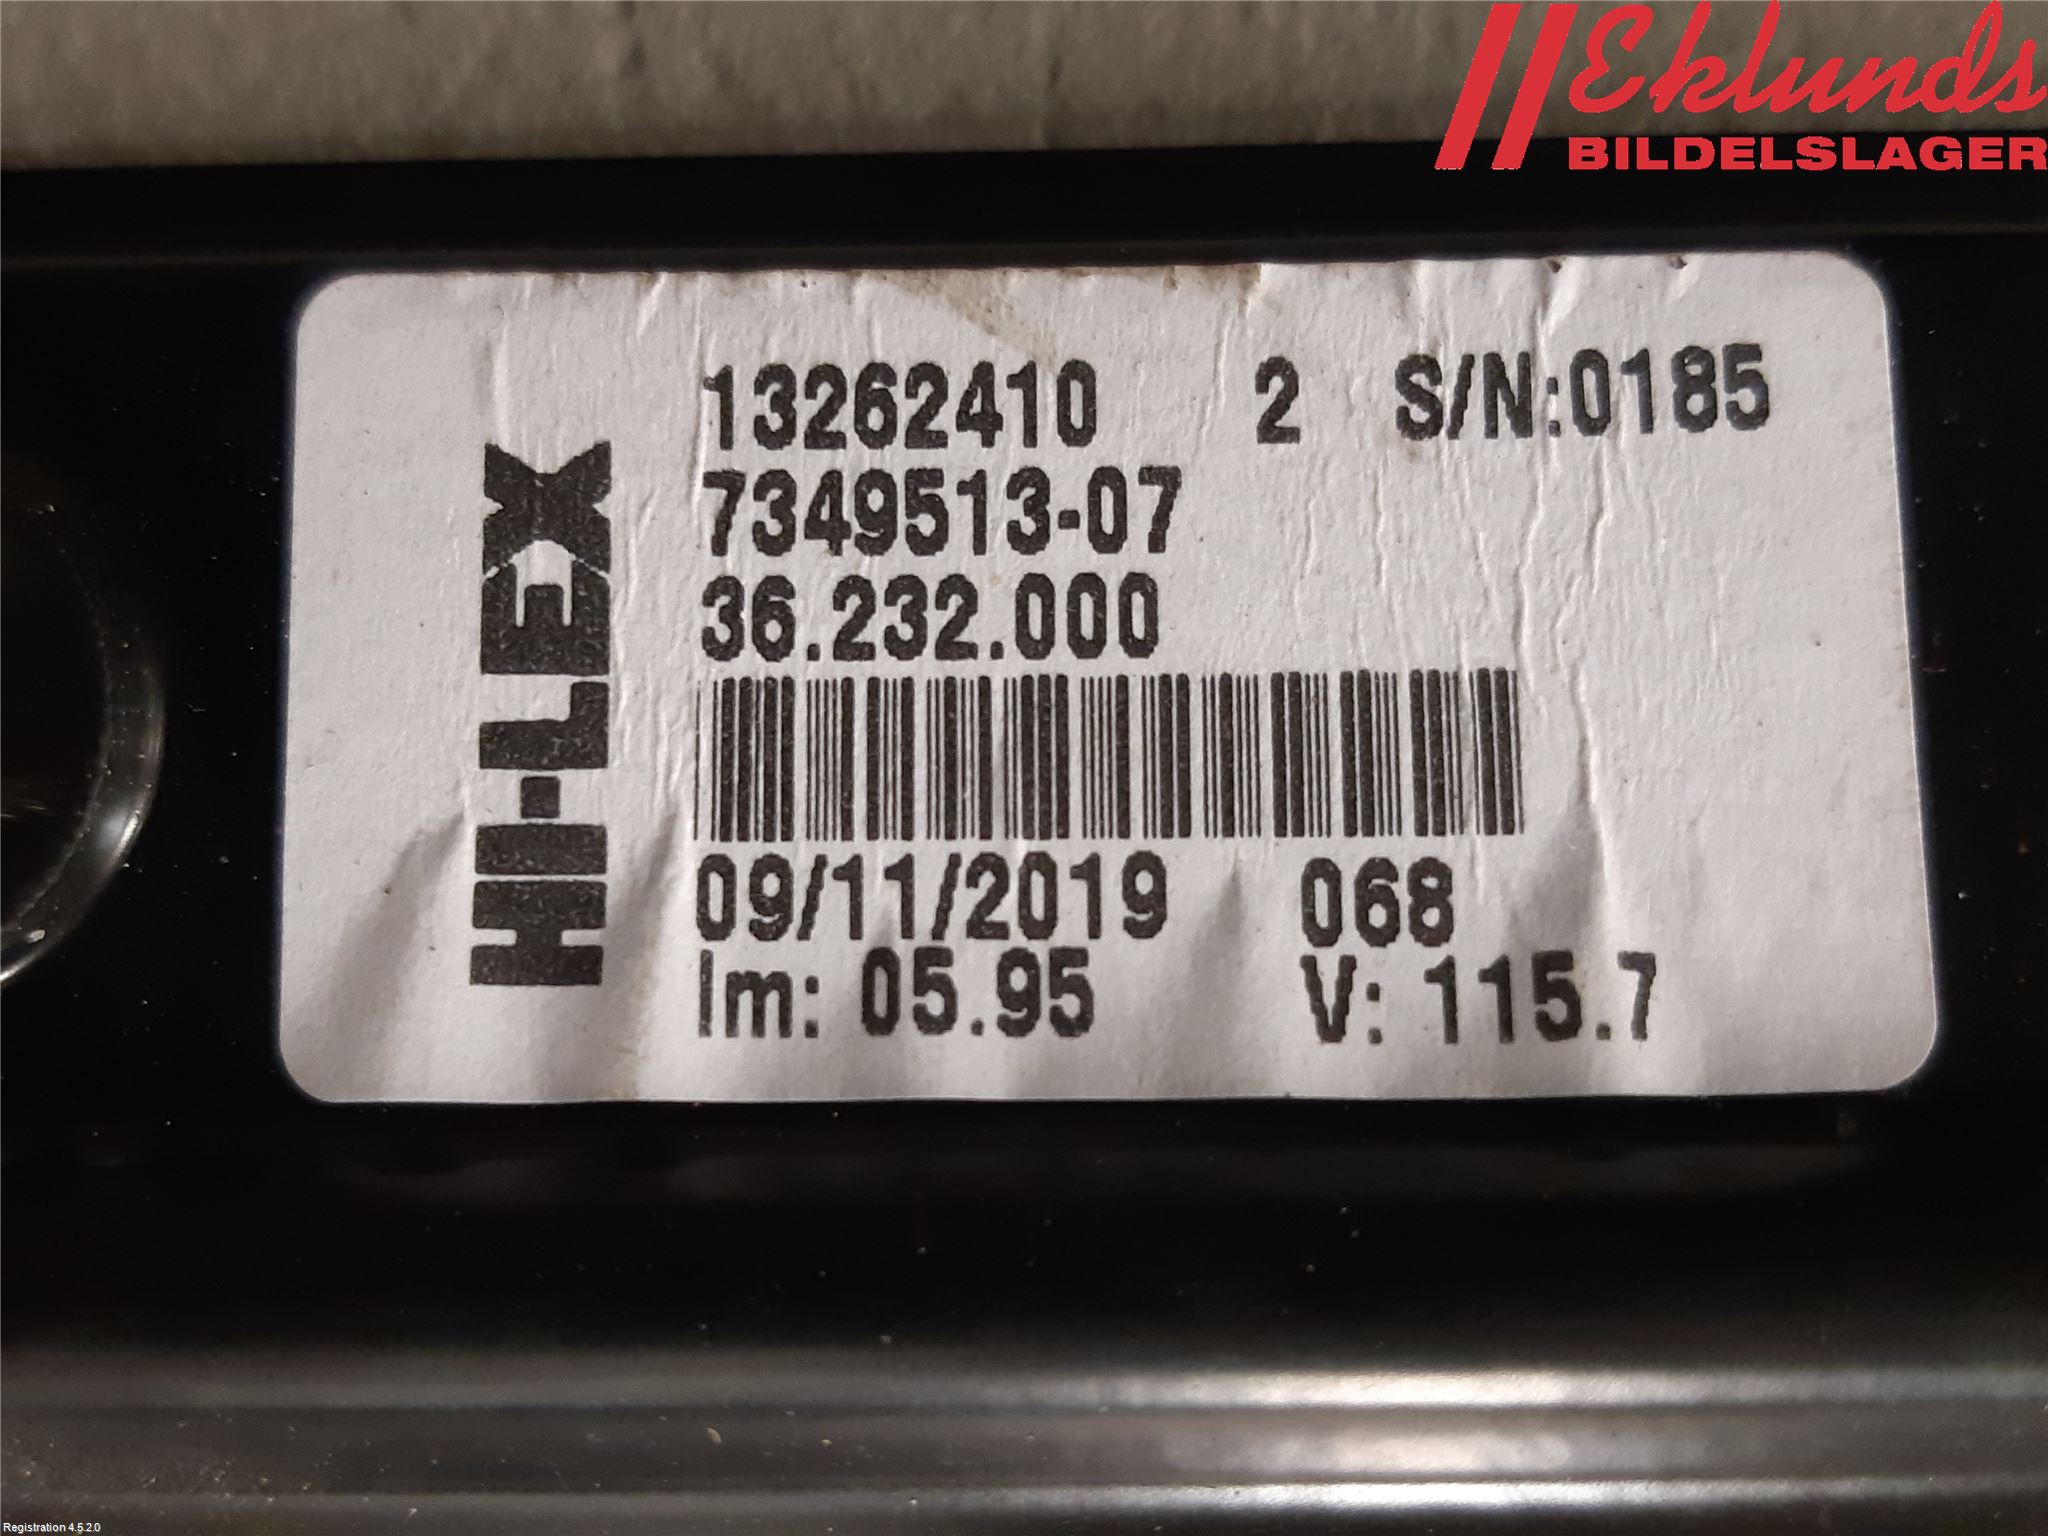 Eklunds
BILDELSLAGER
HI-LEX
13262410 2 S/N:0185
7349513-07
36.232.000
09/11/2019 068
Im: 05.95 V: 115.7
Registration 4.5.2.0